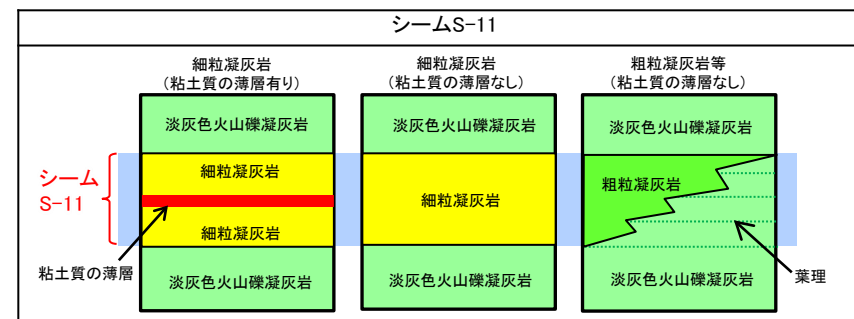 シームS-11
細粒凝灰岩
(粘土質の薄層有り)
細粒凝灰岩
(粘土質の薄層なし)
粗粒凝灰岩等
(粘土質の薄層なし)
淡灰色火山礫凝灰岩
淡灰色火山礫凝灰岩
淡灰色火山礫凝灰岩
シーム
S-11
細粒凝灰岩
細粒凝灰岩
細粒凝灰岩
粗粒凝灰岩
粘土質の薄層
淡灰色火山礫凝灰岩
淡灰色火山礫凝灰岩
淡灰色火山礫凝灰岩
葉理